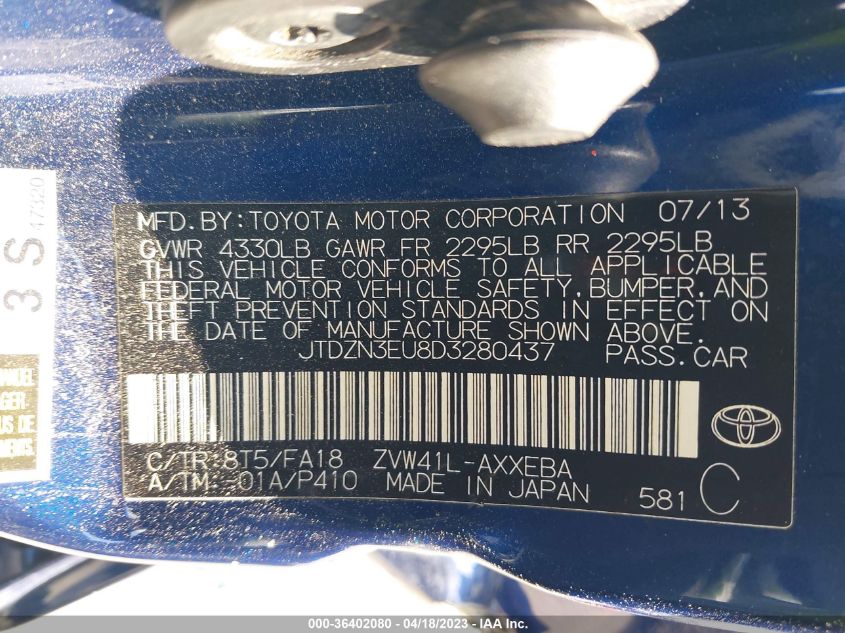 MFD.BY:TOYOTA MOTOR CORPORATION 07/13
GVWR 4330LB GAWR FR 2295LB RR 2295LB
THIS VEHICLE CONFORMS TO ALL APPLICABLE
FEDERAL MOTOR VEHICLE SAFETY,BUMPER,AND
THEFT PREVENTION STANDARDS IN EFFECT ON
THE DATE OF MANUFACTURE SHOWN ABOVE.
JTDZN3EU8D3280437 PASS.CAR
C/TR:8T5/FA18 ZVW41L-AXXEBA
A/TM:-01A/P410 MADE IN JAPAN 581 C
3 S 47320
US DE
000-36402080 - 04/18/2023 - IAA Inc.